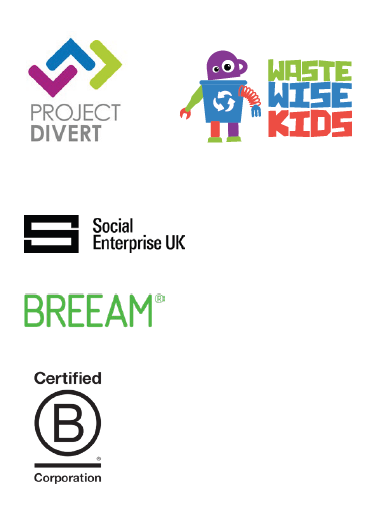 PROJECT
DIVERT
WASTE
WISE
KIDS
Social
Enterprise UK
BREEAM®
Certified
B
®
Corporation